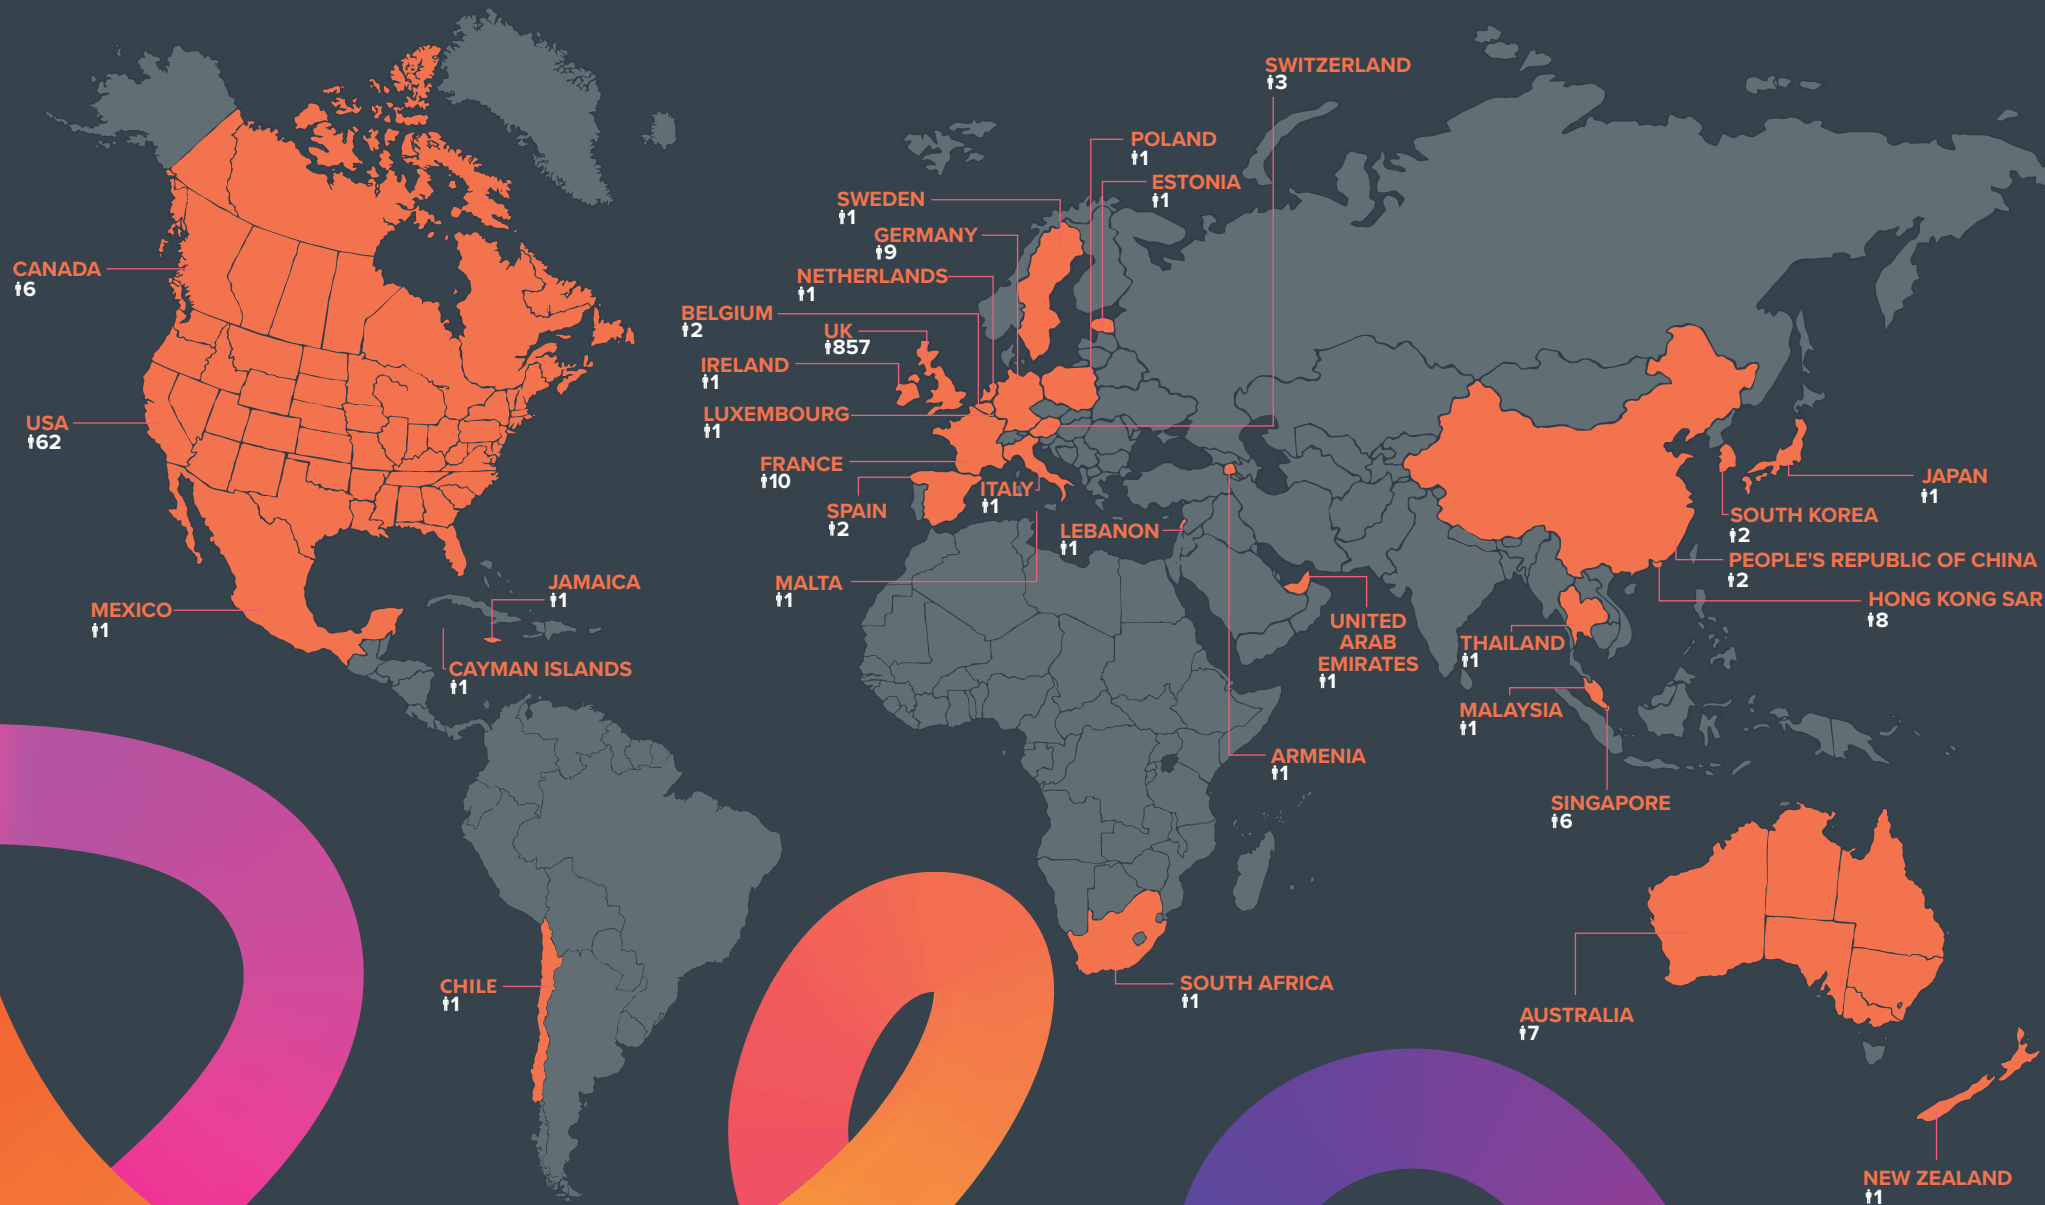 SWITZERLAND
3
POLAND
1
ESTONIA
1
SWEDEN
1
GERMANY
9
NETHERLANDS
1
BELGIUM
2
UK
857
IRELAND
1
LUXEMBOURG
1
FRANCE
10
SPAIN
2
ITALY
1
LEBANON
1
MALTA
1
CANADA
6
USA
62
MEXICO
1
JAMAICA
1
CAYMAN ISLANDS
1
CHILE
1
UNITED
ARAB
EMIRATES
1
ARMENIA
1
SOUTH AFRICA
1
JAPAN
1
SOUTH KOREA
2
PEOPLE'S REPUBLIC OF CHINA
2
HONG KONG SAR
8
THAILAND
1
MALAYSIA
1
SINGAPORE
6
AUSTRALIA
7
NEW ZEALAND
1